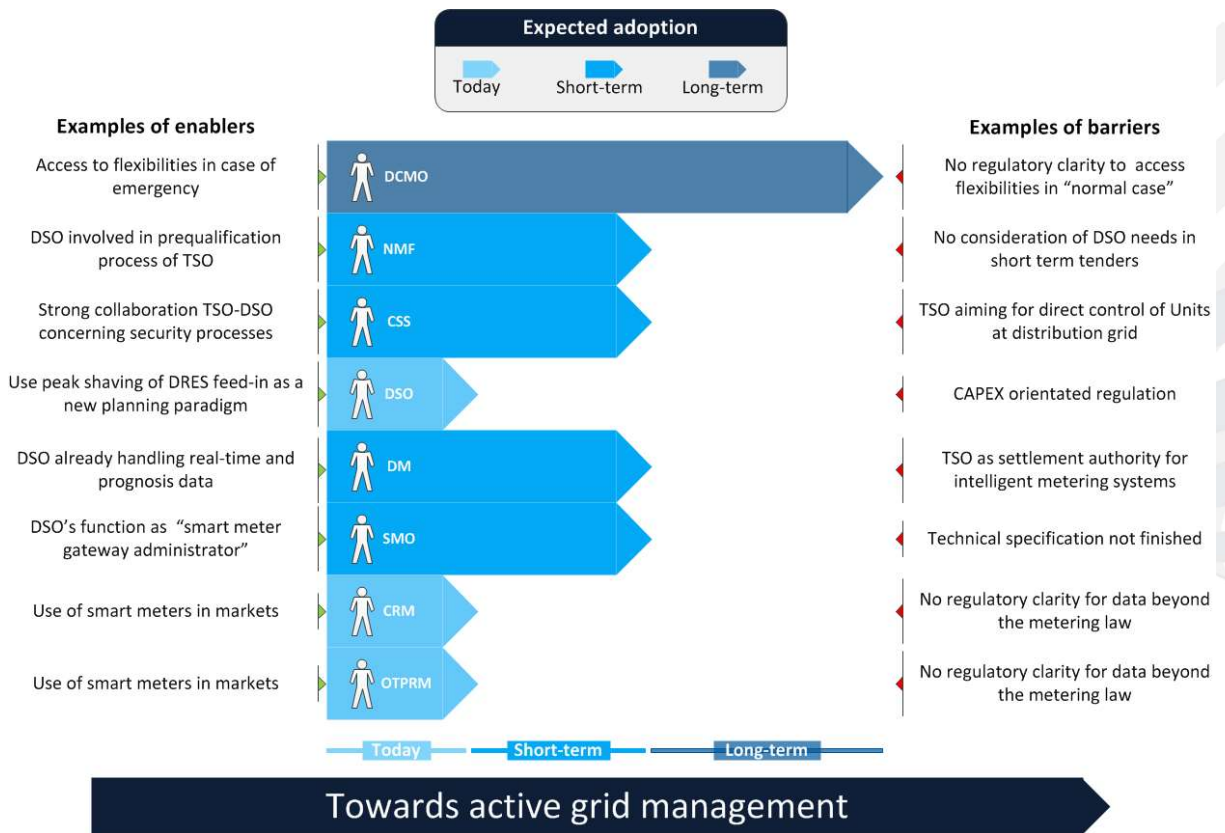 Expected adoption
Today
Short-term
Long-term
Examples of enablers
Examples of barriers
Access to flexibilities in case of
emergency
DCMO
No regulatory clarity to access
flexibilities in “normal case”
DSO involved in prequalification
process of TSO
NMF
No consideration of DSO needs in
short term tenders
Strong collaboration TSO-DSO
concerning security processes
CSS
TSO aiming for direct control of Units
at distribution grid
Use peak shaving of DRES feed-in as a
new planning paradigm
DSO
CAPEX orientated regulation
DSO already handling real-time and
prognosis data
DM
TSO as settlement authority for
intelligent metering systems
DSO’s function as “smart meter
gateway administrator”
SMO
Technical specification not finished
Use of smart meters in markets
CRM
No regulatory clarity for data beyond
the metering law
Use of smart meters in markets
OTPRM
No regulatory clarity for data beyond
the metering law
Today
Short-term
Long-term
Towards active grid management